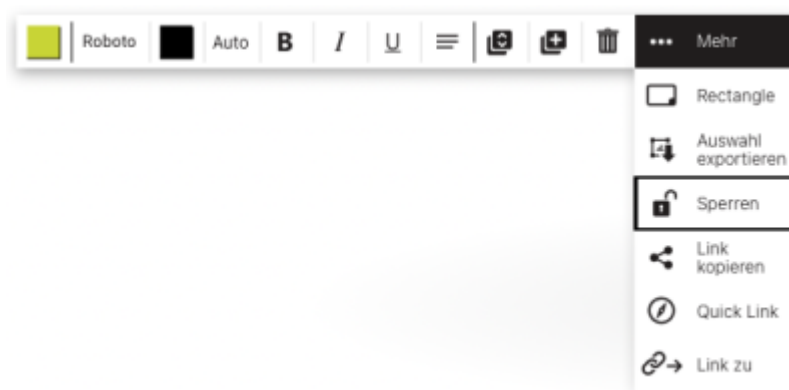 Roboto Auto B I U Mehr
Rectangle
Auswahl
exportieren
Sperren
Link
kopieren
Quick Link
Link zu